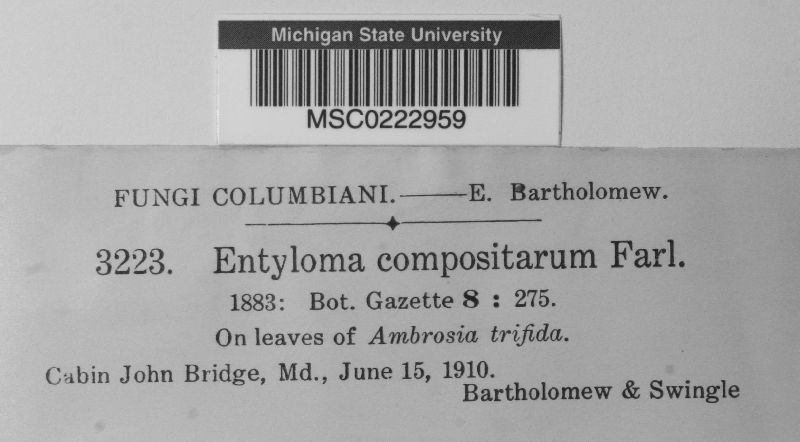 Michigan State University
MSC0222959
FUNGI COLUMBIANI.——E. Bartholomew.
3223. Entyloma compositarum Farl.
1883: Bot. Gazette 8 : 275.
On leaves of Ambrosia trifida.
Cabin John Bridge, Md., June 15, 1910.
Bartholomew & Swingle